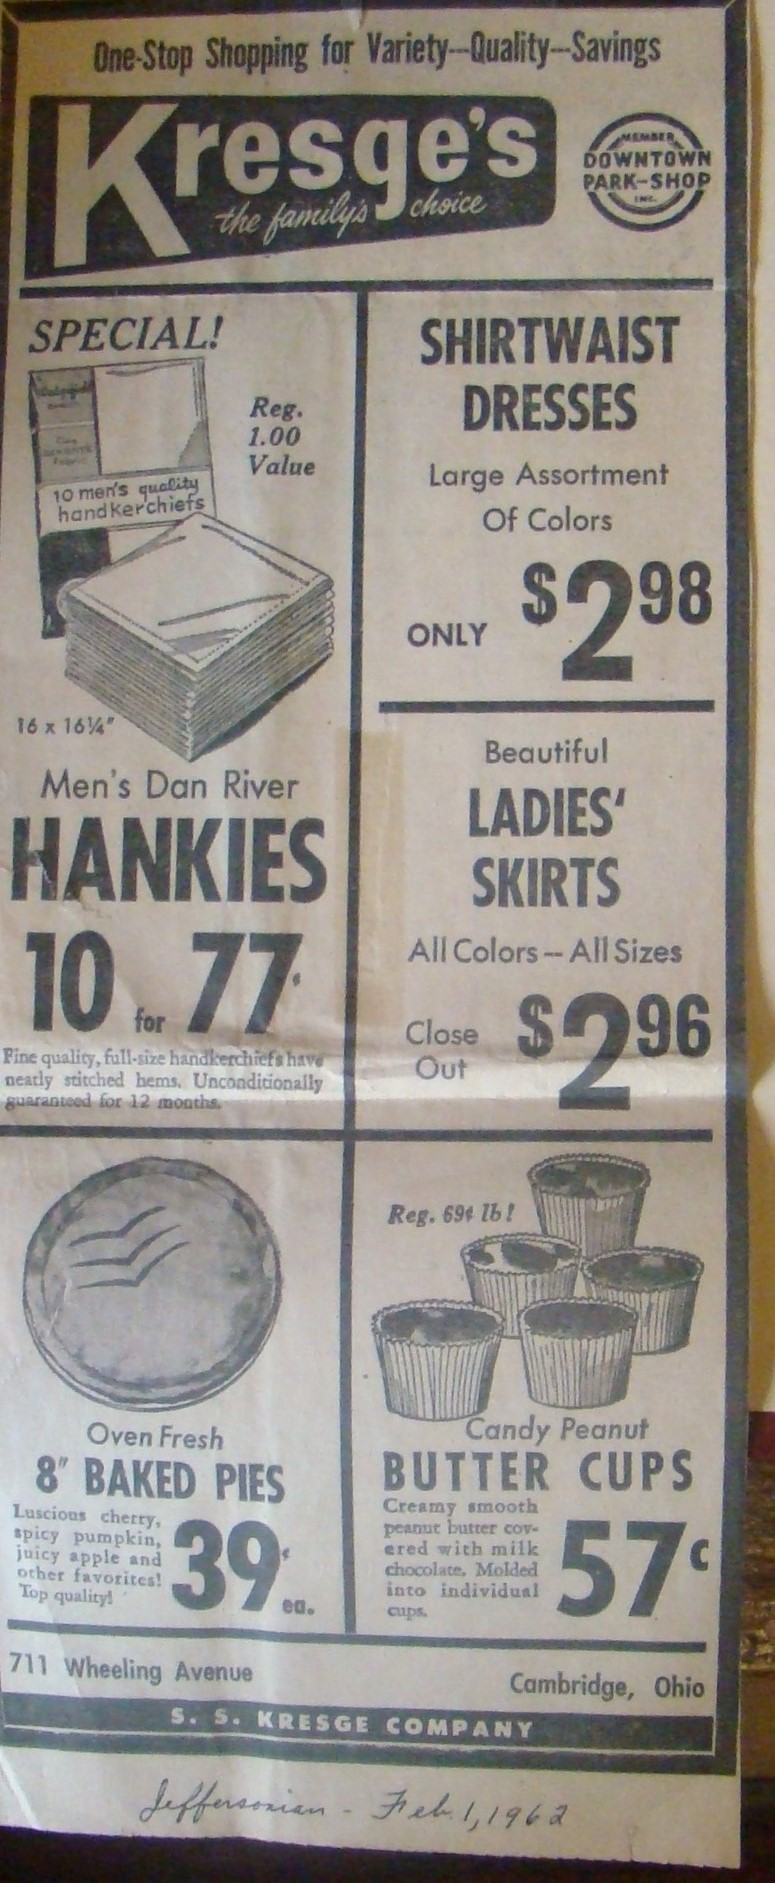 One-Stop Shopping for Variety--Quality--Savings
Kresge's
the family's choice
MEMBER
DOWNTOWN
PARK-SHOP
INC.
SPECIAL!
Reg.
1.00
Value
10 men's quality
handkerchiefs
16 x 16¼"
Men's Dan River
HANKIES
10 for 77¢
Fine quality, full-size handkerchiefs have
neatly stitched hems. Unconditionally
guaranteed for 12 months.
SHIRTWAIST
DRESSES
Large Assortment
Of Colors
ONLY $2 98
Beautiful
LADIES'
SKIRTS
All Colors -- All Sizes
Close
Out
$2 96
Oven Fresh
8" BAKED PIES
Luscious cherry,
spicy pumpkin,
juicy apple and
other favorites!
Top quality!
39¢
ea.
Reg. 69¢ lb!
Candy Peanut
BUTTER CUPS
Creamy smooth
peanut butter cov-
ered with milk
chocolate. Molded
into individual
cups.
57c
711 Wheeling Avenue
Cambridge, Ohio
S. S. KRESGE COMPANY
Jeffersonian - Feb. 1, 1962